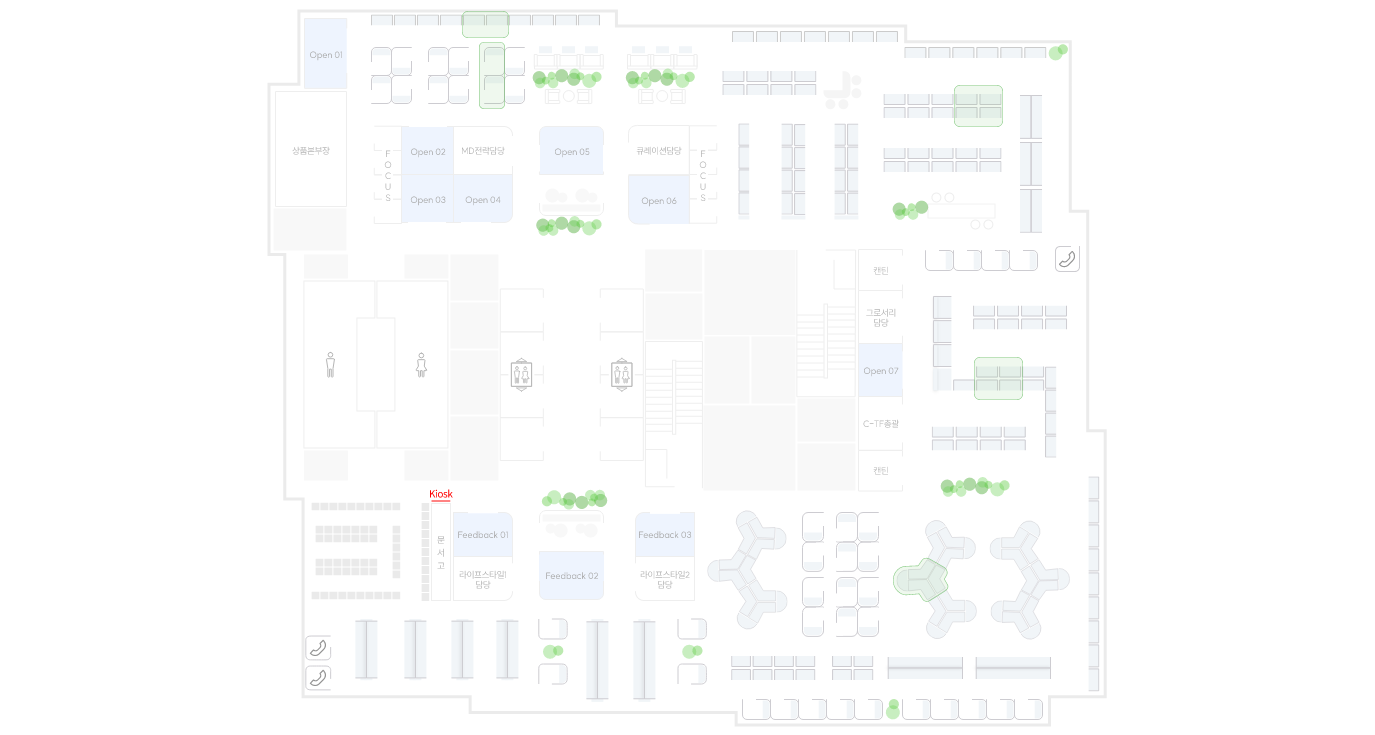 Open 01
상품본부장
FOCUS
Open 02
MD전략담당
Open 03
Open 04
Open 05
큐레이션담당
Open 06
FOCUS
캔틴
그로서리
담당
Open 07
C-TF총괄
캔틴
Kiosk
문서고
Feedback 01
라이프스타일1
담당
Feedback 02
Feedback 03
라이프스타일2
담당